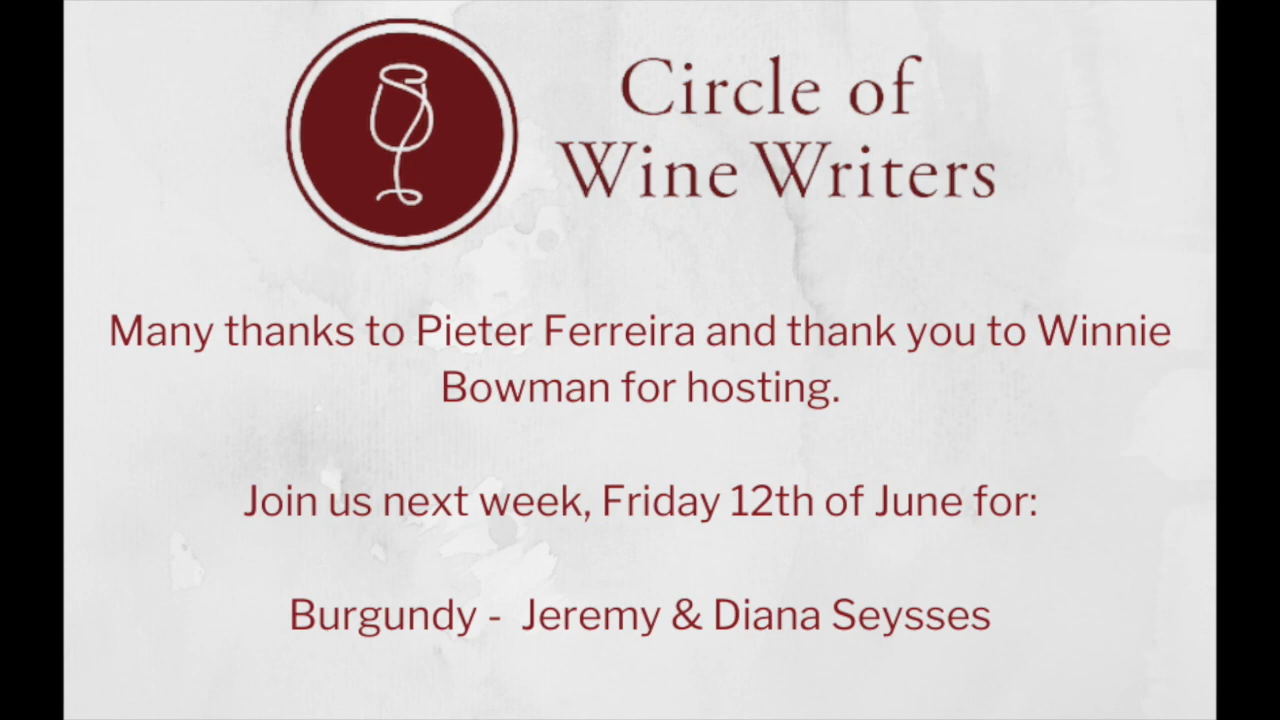 Circle of
Wine Writers
Many thanks to Pieter Ferreira and thank you to Winnie
Bowman for hosting.
Join us next week, Friday 12th of June for:
Burgundy -  Jeremy & Diana Seysses